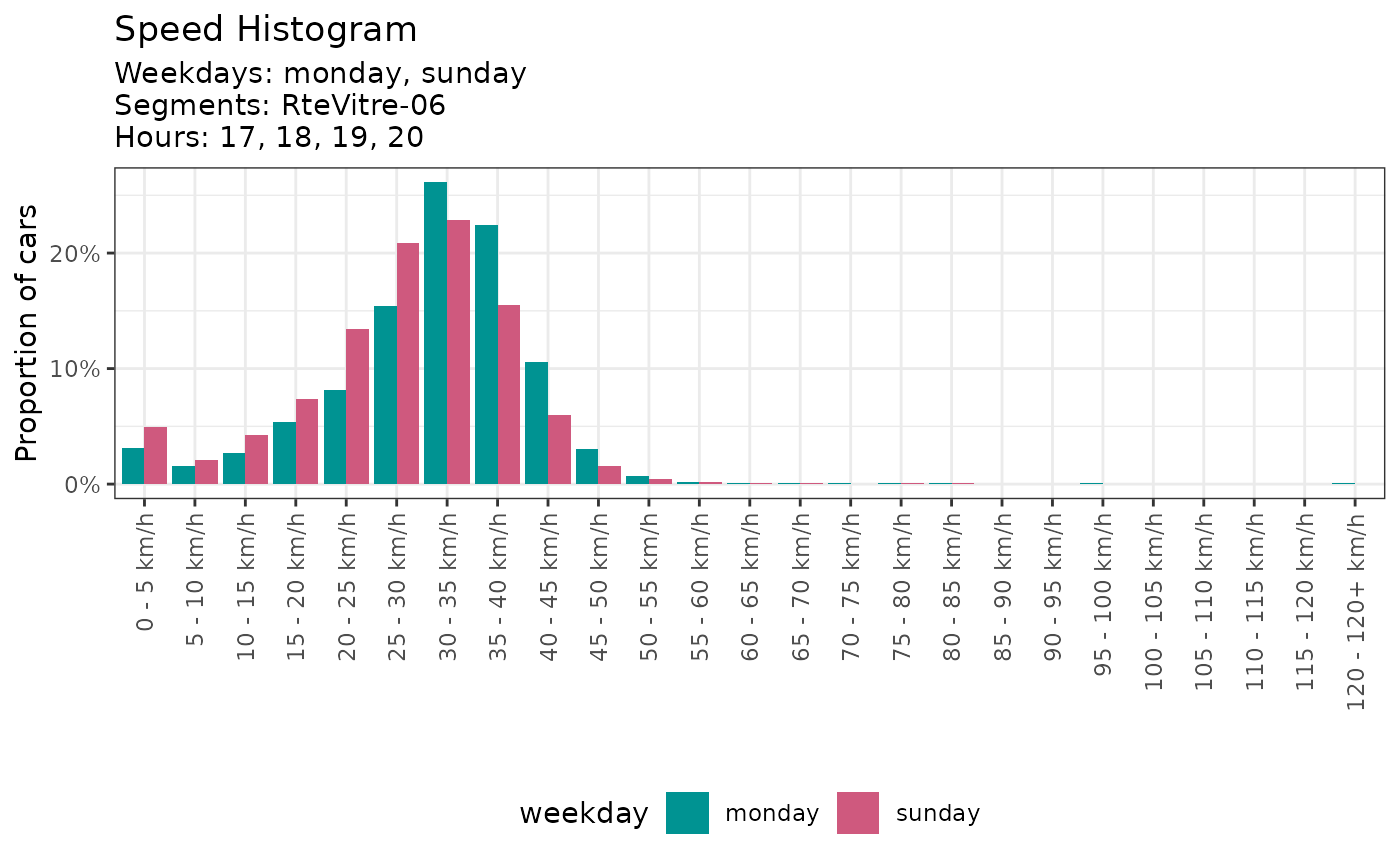 Speed Histogram
Weekdays: monday, sunday
Segments: RteVitre-06
Hours: 17, 18, 19, 20
Proportion of cars
20%
10%
0%
0 - 5 km/h
5 - 10 km/h
10 - 15 km/h
15 - 20 km/h
20 - 25 km/h
25 - 30 km/h
30 - 35 km/h
35 - 40 km/h
40 - 45 km/h
45 - 50 km/h
50 - 55 km/h
55 - 60 km/h
60 - 65 km/h
65 - 70 km/h
70 - 75 km/h
75 - 80 km/h
80 - 85 km/h
85 - 90 km/h
90 - 95 km/h
95 - 100 km/h
100 - 105 km/h
105 - 110 km/h
110 - 115 km/h
115 - 120 km/h
120 - 120+ km/h
weekday monday sunday